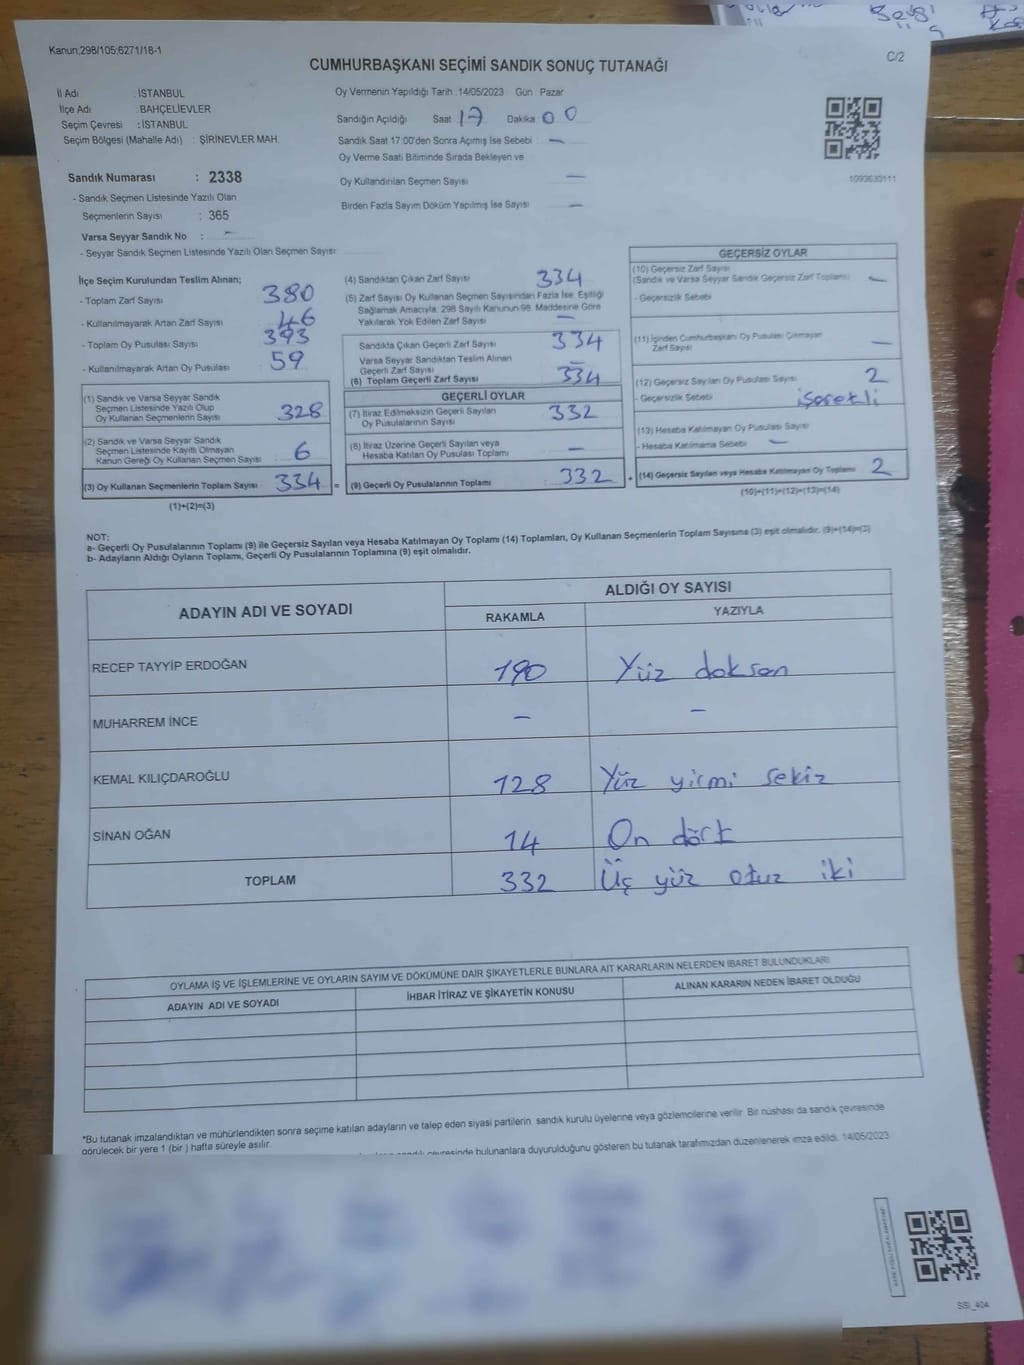 Kanun,298/105;6271/18-1
C/2
CUMHURBAŞKANI SEÇİMİ SANDIK SONUÇ TUTANAĞI
İl Adı : İSTANBUL
İlçe Adı : BAHÇELİEVLER
Seçim Çevresi : İSTANBUL
Seçim Bölgesi (Mahalle Adı) : ŞİRİNEVLER MAH
Sandık Numarası : 2338
- Sandık Seçmen Listesinde Yazılı Olan
Seçmenlerin Sayısı : 365
Varsa Seyyar Sandık No : -
- Seyyar Sandık Seçmen Listesinde Yazılı Olan Seçmen Sayısı:
Oy Vermenin Yapıldığı Tarih :14/05/2023 Gün Pazar
Sandığın Açıldığı Saat 17 Dakika 00
Sandık Saat 17:00'den Sonra Açımış İse Sebebi : -
Oy Verme Saati Bitiminde Sırada Bekleyen ve
Oy Kullandırılan Seçmen Sayısı -
Birden Fazla Sayım Döküm Yapılmış İse Sayısı -
1093630111
İlçe Seçim Kurulundan Teslim Alınan;
- Toplam Zarf Sayısı 380
- Kullanılmayarak Artan Zarf Sayısı 46
- Toplam Oy Pusulası Sayısı 393
- Kullanılmayarak Artan Oy Pusulası 59
(1) Sandık ve Varsa Seyyar Sandık
Seçmen Listesinde Yazılı Olup
Oy Kullanan Seçmenlerin Sayısı 328
(2) Sandık ve Varsa Seyyar Sandık
Seçmen Listesinde Kayıtlı Olmayan
Kanun Gereği Oy Kullanan Seçmen Sayısı 6
(3) Oy Kullanan Seçmenlerin Toplam Sayısı 334 =
(1)+(2)=(3)
(4) Sandıktan Çıkan Zarf Sayısı 334
(5) Zarf Sayısı Oy Kullanan Seçmen Sayısından Fazla İse, Eşitliği
Sağlamak Amacıyla, 298 Sayılı Kanunun 98. Maddesine Göre
Yakılarak Yok Edilen Zarf Sayısı -
Sandıkta Çıkan Geçerli Zarf Sayısı 334
Varsa Seyyar Sandıktan Teslim Alınan
Geçerli Zarf Sayısı -
(6) Toplam Geçerli Zarf Sayısı 334
GEÇERLİ OYLAR
(7) İtiraz Edilmeksizin Geçerli Sayılan
Oy Pusulalarının Sayısı 332
(8) İtiraz Üzerine Geçerli Sayılan veya
Hesaba Katılan Oy Pusulası Toplamı -
(9) Geçerli Oy Pusulalarının Toplamı : 332 +
GEÇERSİZ OYLAR
(10) Geçersiz Zarf Sayısı
(Sandık ve Varsa Seyyar Sandık Geçersiz Zarf Toplamı) -
- Geçersizlik Sebebi
(11) İçinden Cumhurbaşkanı Oy Pusulası Çıkmayan
Zarf Sayısı -
(12) Geçersiz Sayılan Oy Pusulası Sayısı 2
- Geçersizlik Sebebi işaretli
(13) Hesaba Katılmayan Oy Pusulası Sayısı
- Hesaba Katılmama Sebebi -
(14) Geçersiz Sayılan veya Hesaba Katılmayan Oy Toplamı 2
(10)+(11)+(12)+(13)=(14)
NOT:
a- Geçerli Oy Pusulalarının Toplamı (9) ile Geçersiz Sayılan veya Hesaba Katılmayan Oy Toplamı (14) Toplamları, Oy Kullanan Seçmenlerin Toplam Sayısına (3) eşit olmalıdır. (9)+(14)=(3)
b- Adayların Aldığı Oyların Toplamı, Geçerli Oy Pusulalarının Toplamına (9) eşit olmalıdır.
ADAYIN ADI VE SOYADI
ALDIĞI OY SAYISI
RAKAMLA YAZIYLA
RECEP TAYYİP ERDOĞAN 190 Yüz doksan
MUHARREM İNCE - -
KEMAL KILIÇDAROĞLU 128 Yüz yirmi sekiz
SİNAN OĞAN 14 On dört
TOPLAM 332 Üç yüz otuz iki
OYLAMA İŞ VE İŞLEMLERİNE VE OYLARIN SAYIM VE DÖKÜMÜNE DAİR ŞİKAYETLERLE BUNLARA AİT KARARLARIN NELERDEN İBARET BULUNDUKLARI
ADAYIN ADI VE SOYADI İHBAR İTİRAZ VE ŞİKAYETİN KONUSU ALINAN KARARIN NEDEN İBARET OLDUĞU
*Bu tutanak imzalandıktan ve mühürlendikten sonra seçime katılan adayların ve talep eden siyasi partilerin sandık kurulu üyelerine veya gözlemcilerine verilir. Bir nüshası da sandık çevresinde
görülecek bir yere 1 (bir ) hafta süreyle asılır.
bulunanlara duyurulduğunu gösteren bu tutanak tarafımızdan düzenlenerek imza edildi. 14/05/2023
SSİ_404